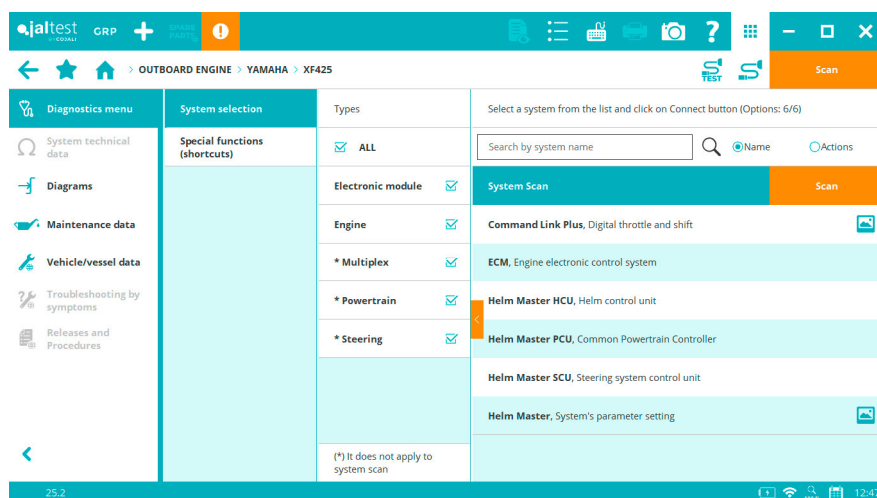 jaltest GRP SPARE PARTS
BY COJALI
> OUTBOARD ENGINE > YAMAHA > XF425
TEST
Scan
Diagnostics menu
System technical data
Diagrams
Maintenance data
Vehicle/vessel data
Troubleshooting by symptoms
Releases and Procedures
System selection
Special functions (shortcuts)
Types
ALL
Electronic module
Engine
* Multiplex
* Powertrain
* Steering
(*) It does not apply to system scan
Select a system from the list and click on Connect button (Options: 6/6)
Search by system name
Name
Actions
System Scan
Scan
Command Link Plus, Digital throttle and shift
ECM, Engine electronic control system
Helm Master HCU, Helm control unit
Helm Master PCU, Common Powertrain Controller
Helm Master SCU, Steering system control unit
Helm Master, System's parameter setting
25.2
12:47